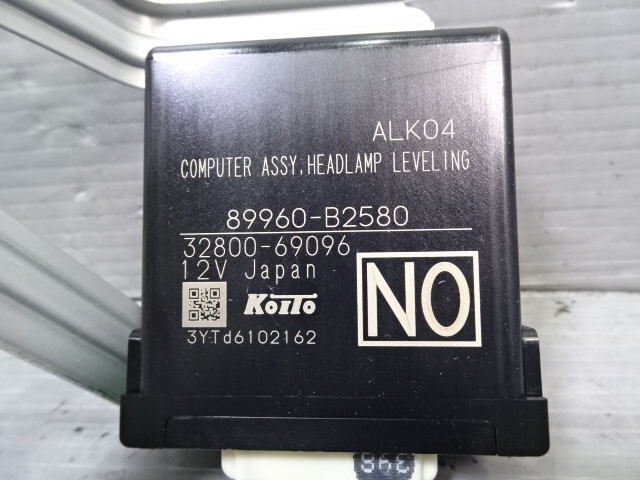 ALK04
COMPUTER ASSY,HEADLAMP LEVELING
89960-B2580
32800-69096
12V Japan
NO
KOITO
3YTd6102162